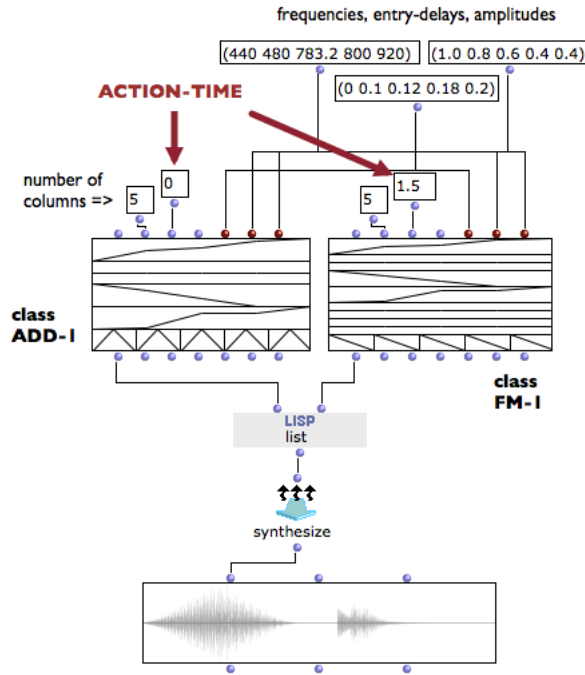 frequencies, entry-delays, amplitudes
(440 480 783.2 800 920)
(1.0 0.8 0.6 0.4 0.4)
(0 0.1 0.12 0.18 0.2)
ACTION-TIME
number of
columns =>
5
0
5
1.5
class
ADD-1
class
FM-1
LISP
list
synthesize